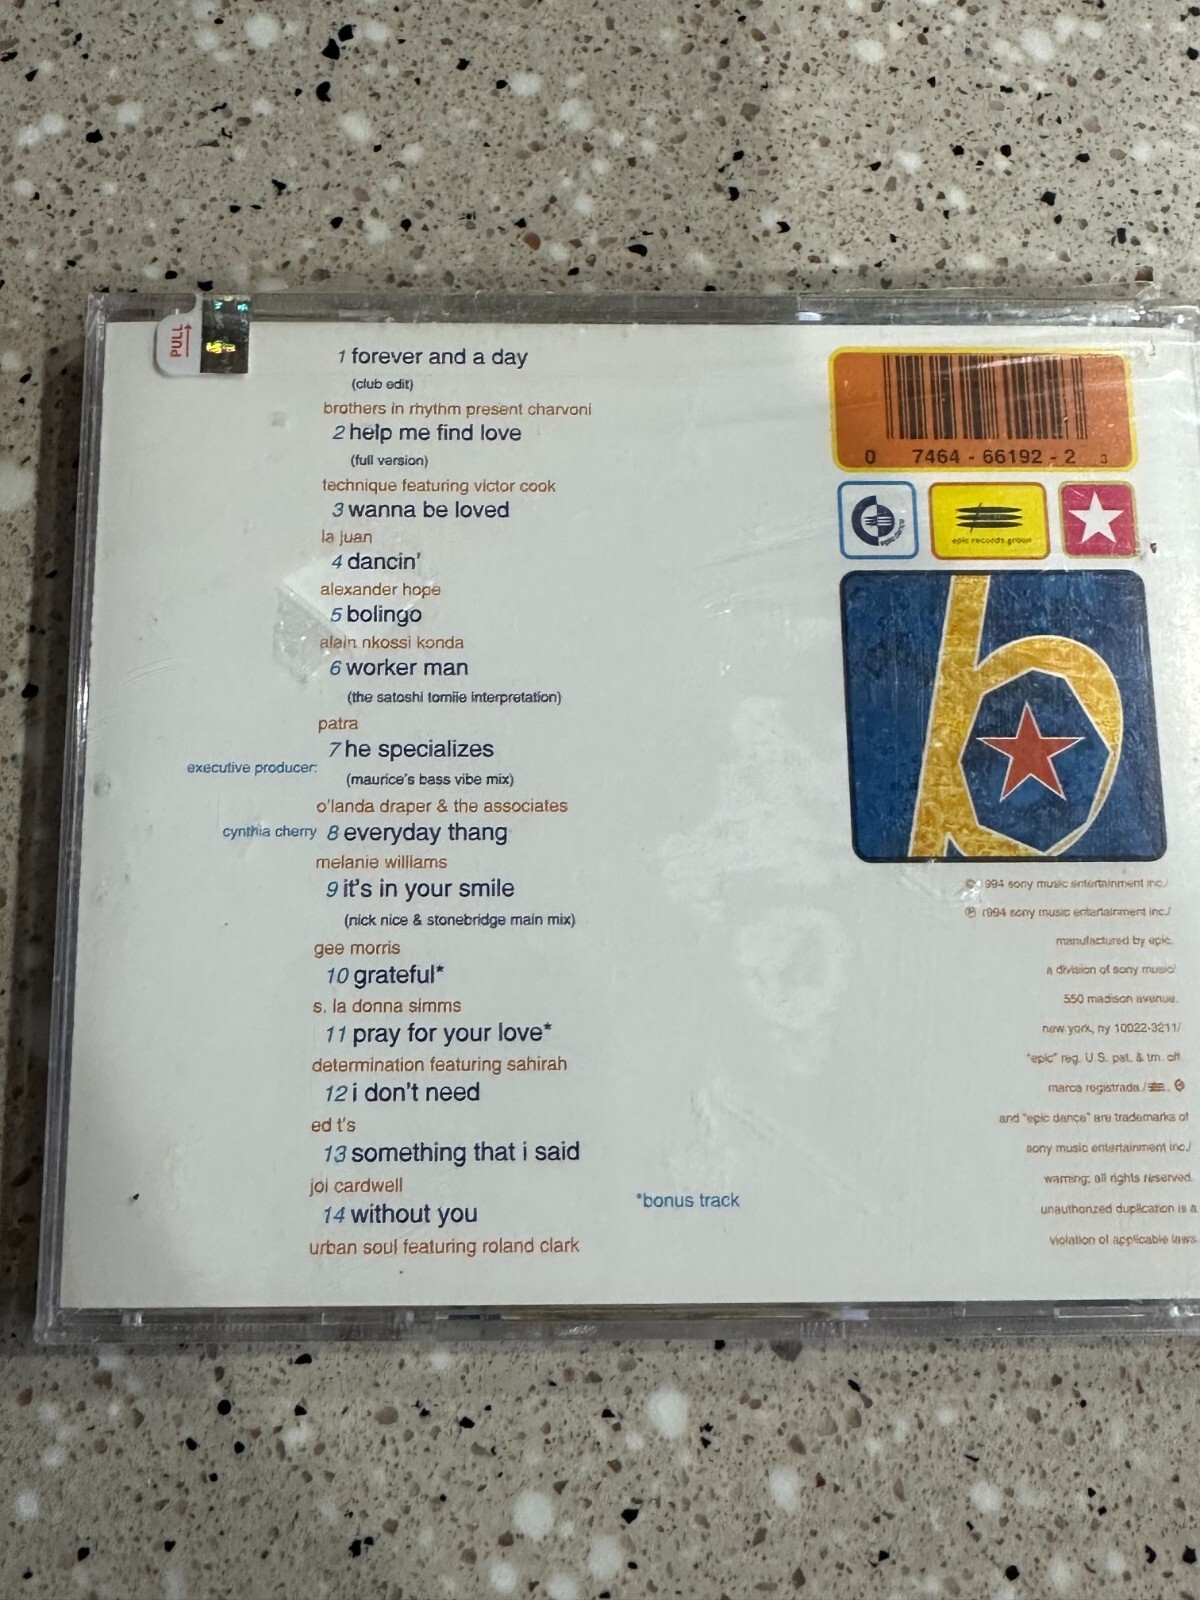 PULL
1 forever and a day
(club edit)
brothers in rhythm present charvoni
2 help me find love
(full version)
technique featuring victor cook
3 wanna be loved
la juan
4 dancin'
alexander hope
5 bolingo
alain nkossi konda
6 worker man
(the satoshi tomiie interpretation)
patra
7 he specializes
executive producer:
(maurice's bass vibe mix)
o'landa draper & the associates
cynthia cherry 8 everyday thang
melanie williams
9 it's in your smile
(nick nice & stonebridge main mix)
gee morris
10 grateful*
s. la donna simms
11 pray for your love*
determination featuring sahirah
12 i don't need
ed t's
13 something that i said
joi cardwell
14 without you
urban soul featuring roland clark
*bonus track
0 7464 - 66192 - 2 3
epic dance
epic records group
b
© 1994 sony music entertainment inc./
℗ 1994 sony music entertainment inc./
manufactured by epic,
a division of sony music/
550 madison avenue,
new york, ny 10022-3211/
"epic" reg. U.S. pat. & tm. off.
marca registrada./
and "epic dance" are trademarks of
sony music entertainment inc./
warning: all rights reserved.
unauthorized duplication is a
violation of applicable laws.